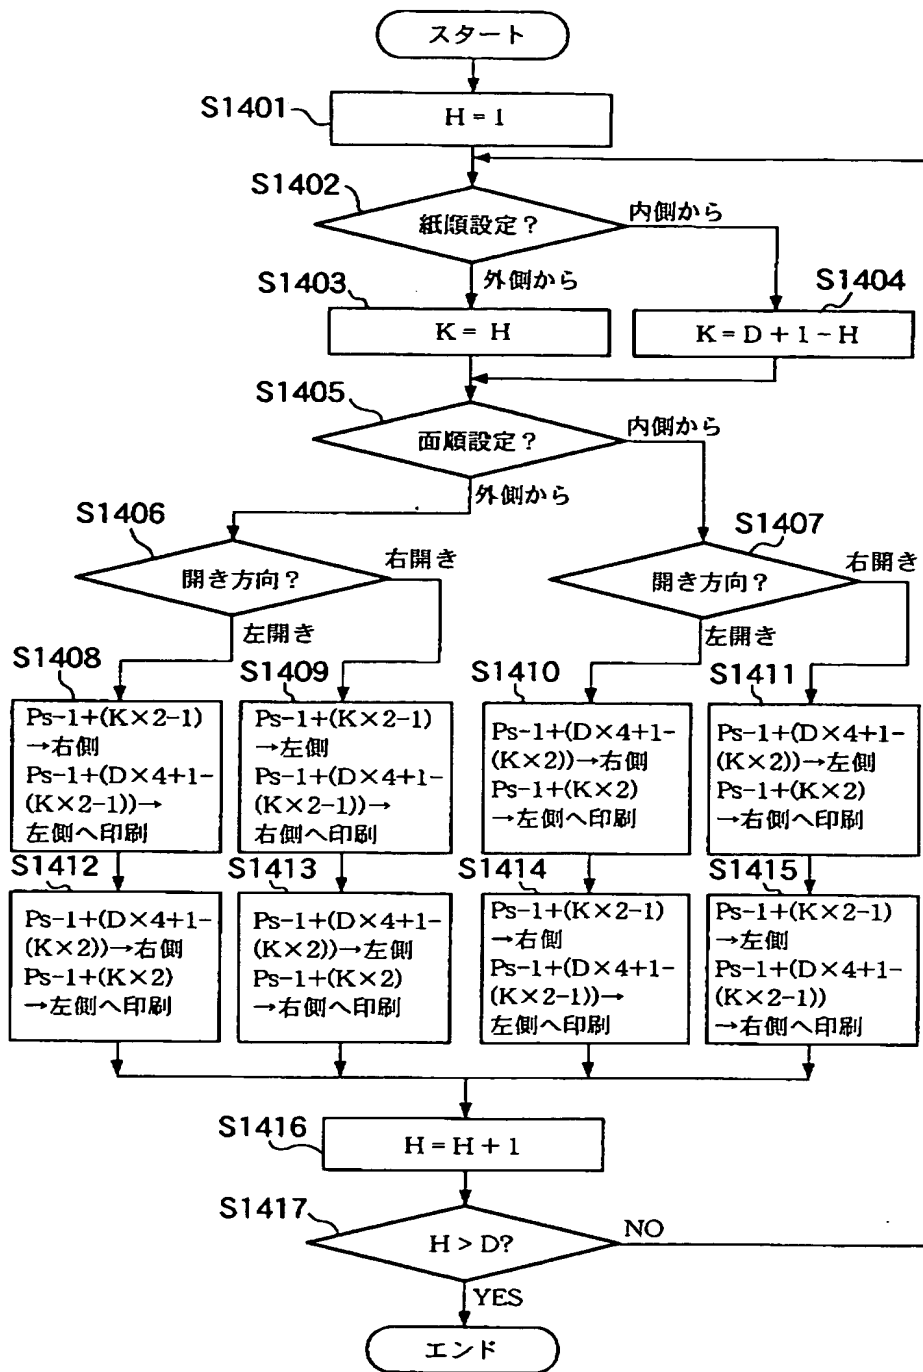 スタート
S1401
H = 1
S1402
紙順設定？
内側から
外側から
S1403
K = H
S1404
K = D + 1 - H
S1405
面順設定？
内側から
外側から
S1406
開き方向？
右開き
左開き
S1407
開き方向？
右開き
左開き
S1408
Ps-1+(K×2-1)
→右側
Ps-1+(D×4+1-
(K×2-1))→
左側へ印刷
S1409
Ps-1+(K×2-1)
→左側
Ps-1+(D×4+1-
(K×2-1))→
右側へ印刷
S1410
Ps-1+(D×4+1-
(K×2))→右側
Ps-1+(K×2)
→左側へ印刷
S1411
Ps-1+(D×4+1-
(K×2))→左側
Ps-1+(K×2)
→右側へ印刷
S1412
Ps-1+(D×4+1-
(K×2))→右側
Ps-1+(K×2)
→左側へ印刷
S1413
Ps-1+(D×4+1-
(K×2))→左側
Ps-1+(K×2)
→右側へ印刷
S1414
Ps-1+(K×2-1)
→右側
Ps-1+(D×4+1-
(K×2-1))→
左側へ印刷
S1415
Ps-1+(K×2-1)
→左側
Ps-1+(D×4+1-
(K×2-1))
→右側へ印刷
S1416
H = H + 1
S1417
H > D?
NO
YES
エンド